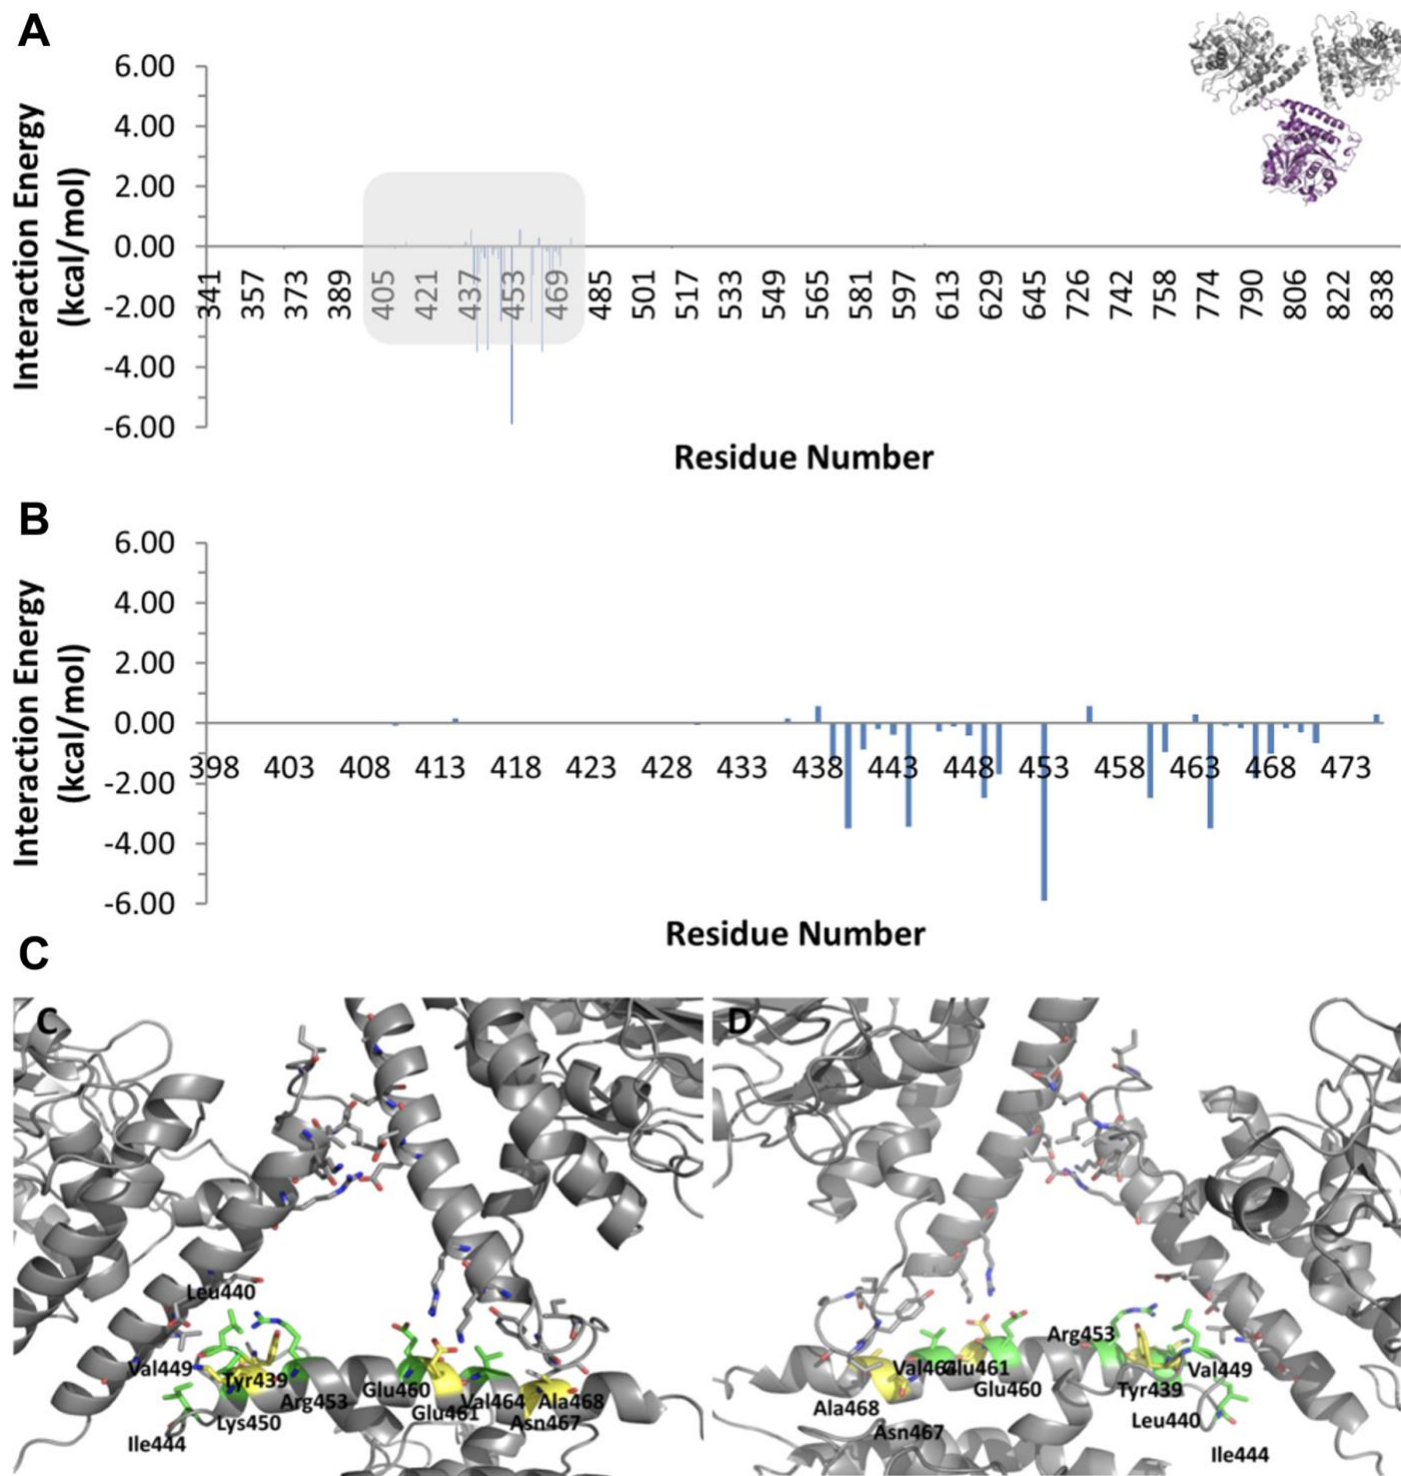 A
6.00
4.00
2.00
0.00
-2.00
-4.00
-6.00
Interaction Energy
(kcal/mol)
341 357 373 389 405 421 437 453 469 485 501 517 533 549 565 581 597 613 629 645 726 742 758 774 790 806 822 838
Residue Number
B
6.00
4.00
2.00
0.00
-2.00
-4.00
-6.00
Interaction Energy
(kcal/mol)
398 403 408 413 418 423 428 433 438 443 448 453 458 463 468 473
Residue Number
C
C
Leu440
Val449
Tyr439
Arg453
Lys450
Ile444
Glu460
Glu461
Val464
Ala468
Asn467
D
Arg453
Val464
Glu461
Glu460
Val449
Tyr439
Ala468
Leu440
Asn467
Ile444